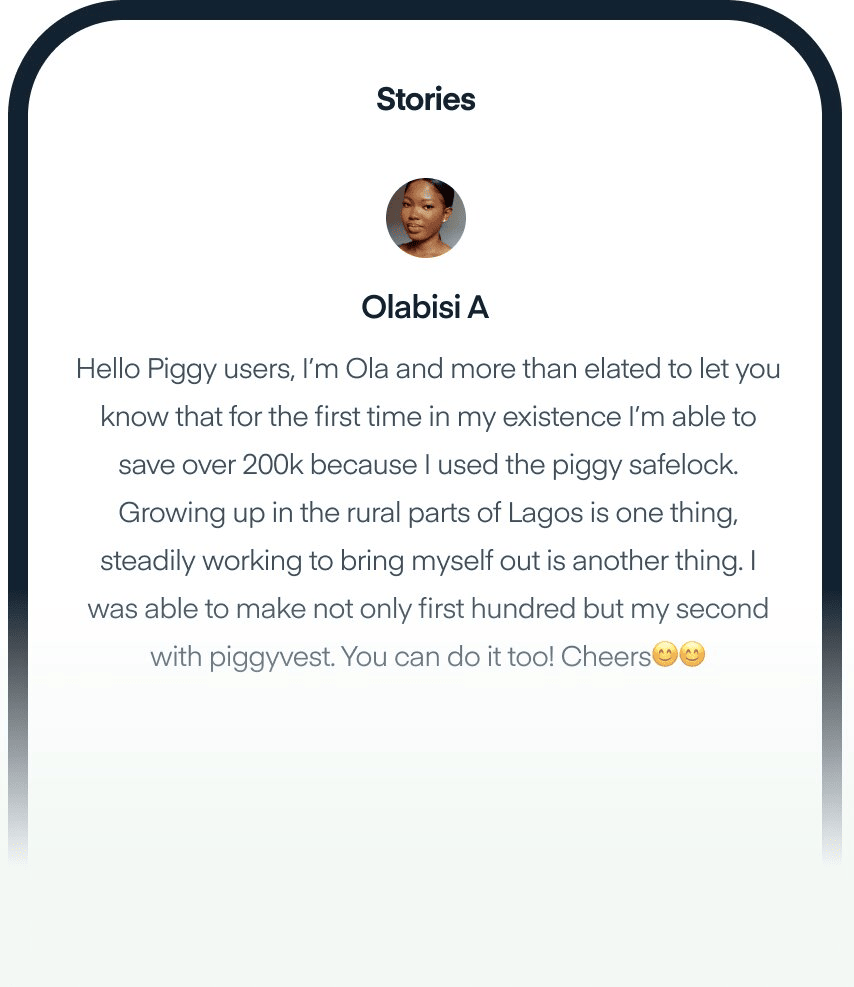 Stories
Olabisi A
Hello Piggy users, I’m Ola and more than elated to let you
know that for the first time in my existence I’m able to
save over 200k because I used the piggy safelock.
Growing up in the rural parts of Lagos is one thing,
steadily working to bring myself out is another thing. I
was able to make not only first hundred but my second
with piggyvest. You can do it too! Cheers😊😊